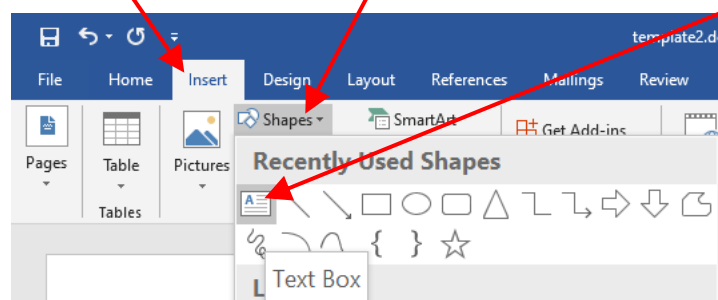 template2.d
File Home Insert Design Layout References Mailings Review
Shapes SmartArt Get Add-ins
Pages Table Pictures
Recently Used Shapes
Tables
A
{ }
Text Box
L